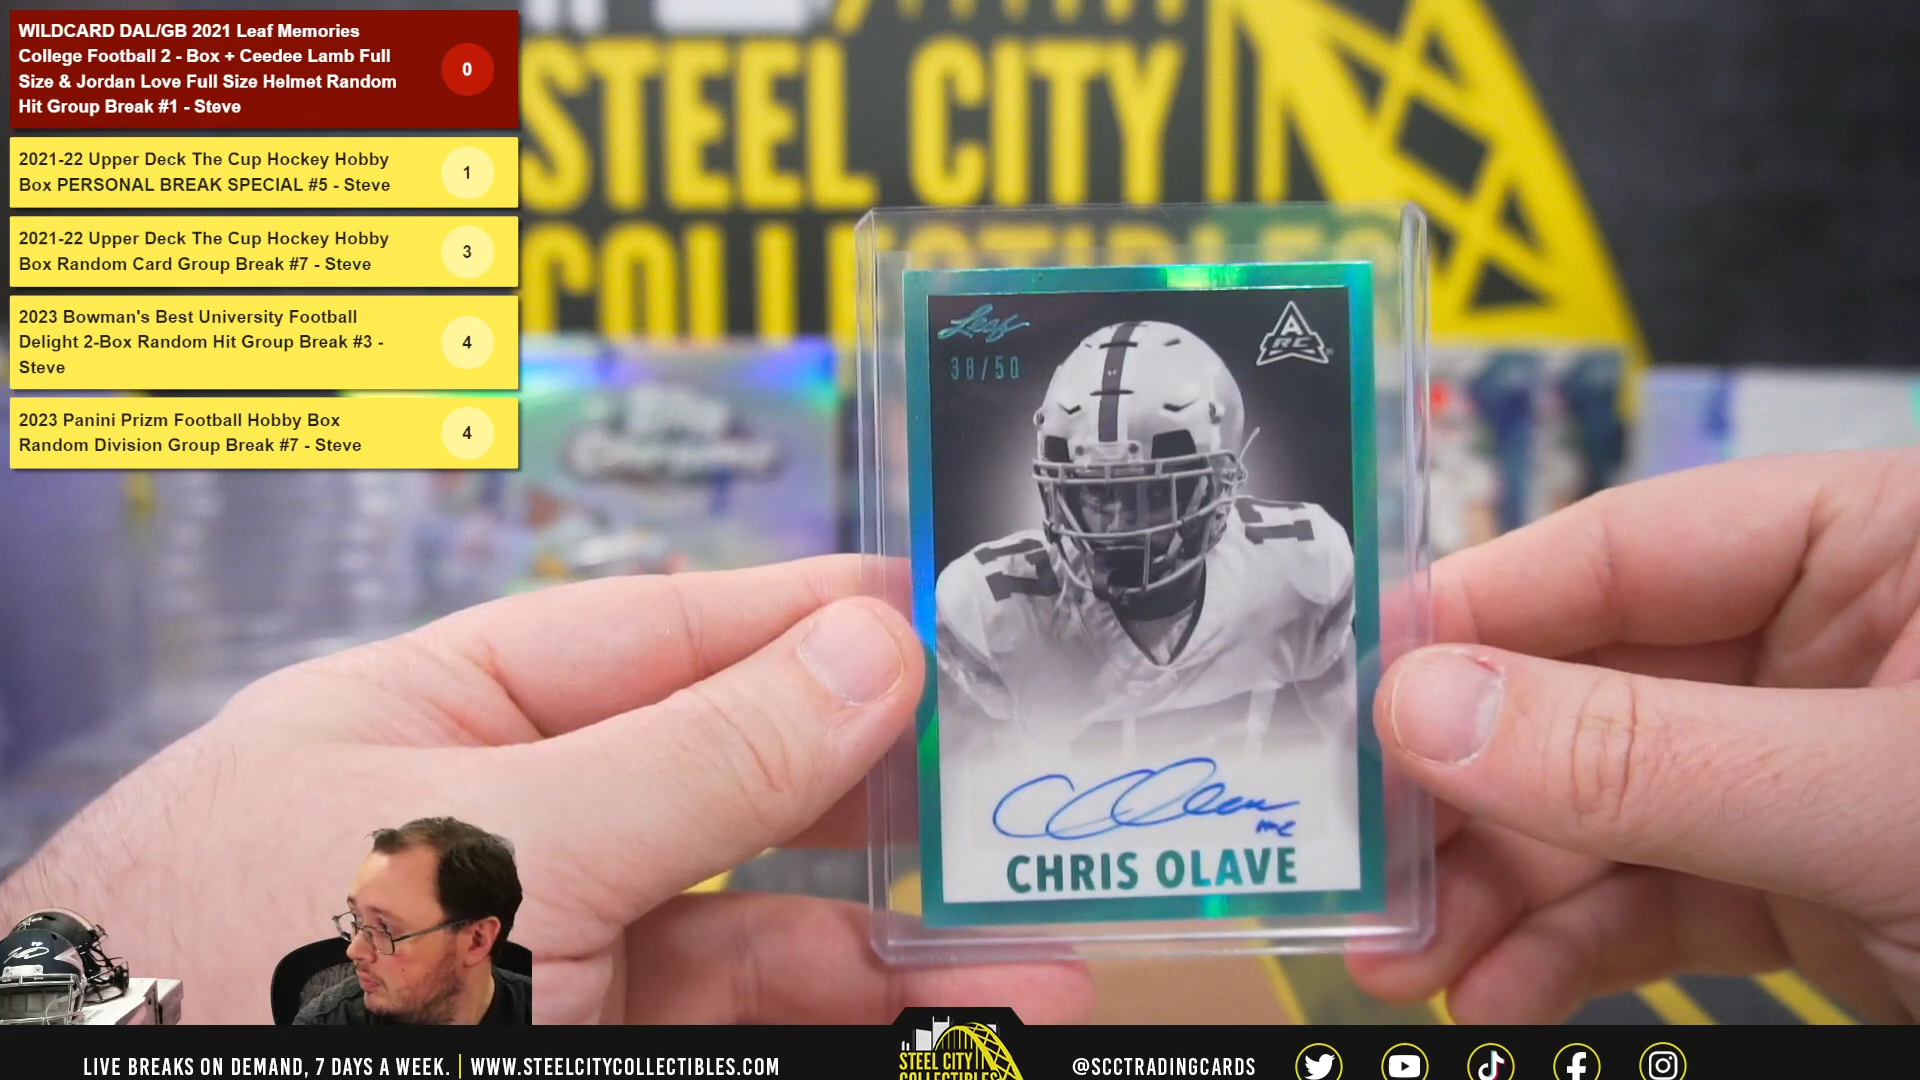 WILDCARD DAL/GB 2021 Leaf Memories
College Football 2 - Box + Ceedee Lamb Full
Size & Jordan Love Full Size Helmet Random
Hit Group Break #1 - Steve
0
2021-22 Upper Deck The Cup Hockey Hobby
Box PERSONAL BREAK SPECIAL #5 - Steve
1
2021-22 Upper Deck The Cup Hockey Hobby
Box Random Card Group Break #7 - Steve
3
2023 Bowman's Best University Football
Delight 2-Box Random Hit Group Break #3 -
Steve
4
2023 Panini Prizm Football Hobby Box
Random Division Group Break #7 - Steve
4
STEEL CITY
COLLECTIBLES
Leaf
38/50
A
RC
17
17
CHRIS OLAVE
LIVE BREAKS ON DEMAND, 7 DAYS A WEEK. | WWW.STEELCITYCOLLECTIBLES.COM
STEEL CITY
COLLECTIBLES
@SCCTRADINGCARDS